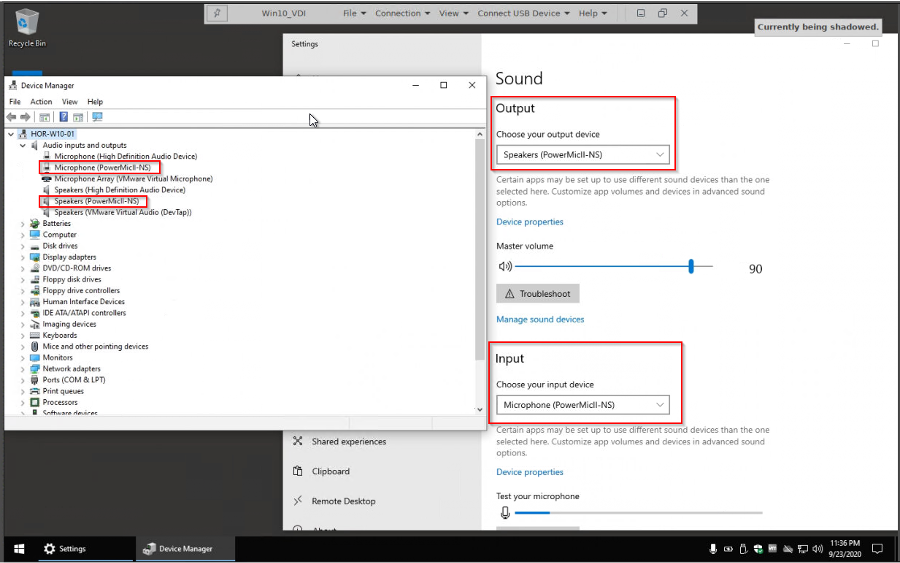 Win10_VDI File Connection View Connect USB Device Help
Currently being shadowed.
Recycle Bin
Settings
Device Manager
File Action View Help
HOR-W10-01
Audio inputs and outputs
Microphone (High Definition Audio Device)
Microphone (PowerMicII-NS)
Microphone Array (VMware Virtual Microphone)
Speakers (High Definition Audio Device)
Speakers (PowerMicII-NS)
Speakers (VMware Virtual Audio (DevTap))
Batteries
Computer
Disk drives
Display adapters
DVD/CD-ROM drives
Floppy disk drives
Floppy drive controllers
Human Interface Devices
IDE ATA/ATAPI controllers
Imaging devices
Keyboards
Mice and other pointing devices
Monitors
Network adapters
Ports (COM & LPT)
Print queues
Processors
Software devices
Shared experiences
Clipboard
Remote Desktop
About
Sound
Output
Choose your output device
Speakers (PowerMicII-NS)
Certain apps may be set up to use different sound devices than the one
selected here. Customize app volumes and devices in advanced sound
options.
Device properties
Master volume
90
Troubleshoot
Manage sound devices
Input
Choose your input device
Microphone (PowerMicII-NS)
Certain apps may be set up to use different sound devices than the one
selected here. Customize app volumes and devices in advanced sound
options.
Device properties
Test your microphone
Settings
Device Manager
11:36 PM
9/23/2020